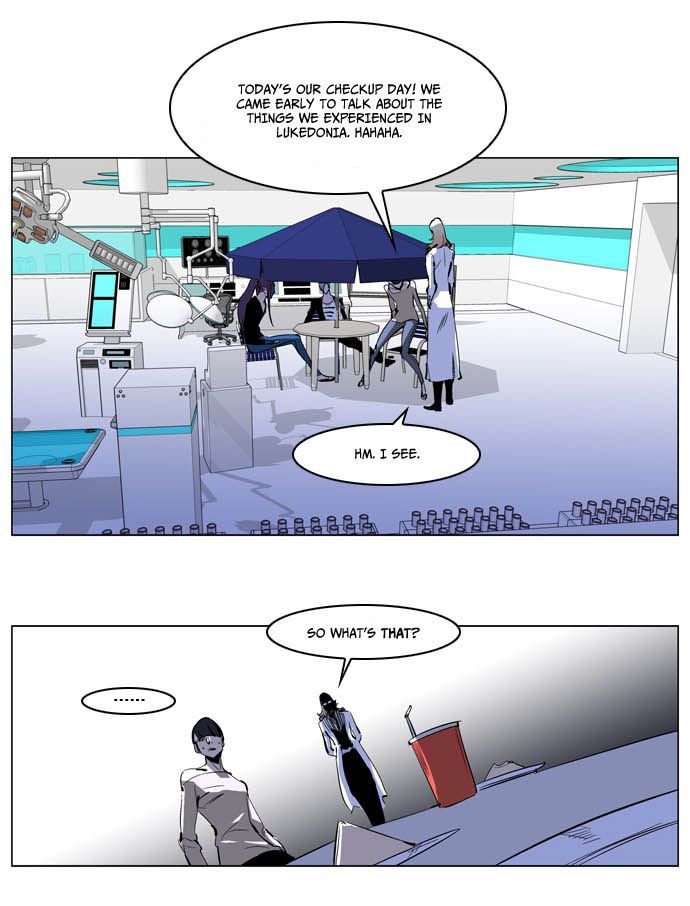 TODAY'S OUR CHECKUP DAY! WE
CAME EARLY TO TALK ABOUT THE
THINGS WE EXPERIENCED IN
LUKEDONIA. HAHAHA.
HM. I SEE.
SO WHAT'S THAT?
------